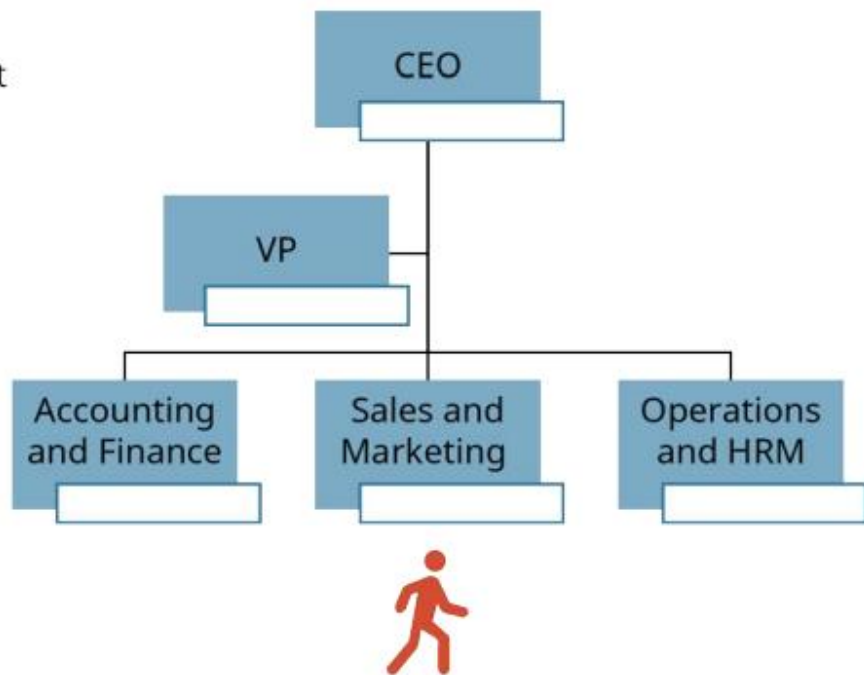 CEO
VP
Accounting
and Finance
Sales and
Marketing
Operations
and HRM